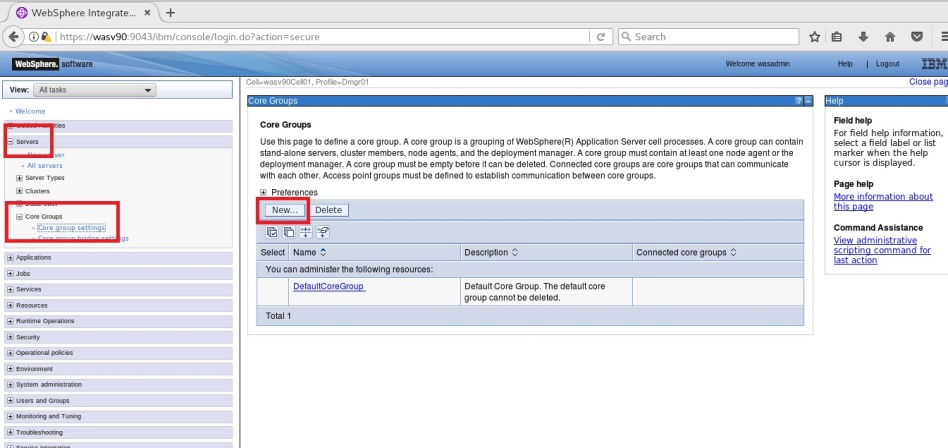 WebSphere Integrate...
https://wasv90:9043/ibm/console/login.do?action=secure
Search
WebSphere. software
Welcome wasadmin
Help | Logout
IBM
Cell=wasv90Cell01, Profile=Dmgr01
Close pag
View: All tasks
Welcome
Servers
All servers
Server Types
Clusters
Core Groups
Core group settings
Core group bridge settings
Applications
Jobs
Services
Resources
Runtime Operations
Security
Operational policies
Environment
System administration
Users and Groups
Monitoring and Tuning
Troubleshooting
Service integration
Core Groups
Core Groups
Use this page to define a core group. A core group is a grouping of WebSphere(R) Application Server cell processes. A core group can contain
stand-alone servers, cluster members, node agents, and the deployment manager. A core group must contain at least one node agent or the
deployment manager. A core group must be empty before it can be deleted. Connected core groups are core groups that can communicate
with each other. Access point groups must be defined to establish communication between core groups.
Preferences
New... Delete
Select Name Description Connected core groups
You can administer the following resources:
DefaultCoreGroup
Default Core Group. The default core
group cannot be deleted.
Total 1
Help
Field help
For field help information,
select a field label or list
marker when the help
cursor is displayed.
Page help
More information about
this page
Command Assistance
View administrative
scripting command for
last action